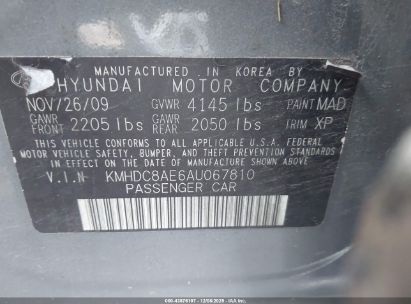 MANUFACTURED IN KOREA BY
HYUNDAI MOTOR COMPANY
NOV/26/09 GVWR 4145 lbs PAINT MAD
GAWR FRONT 2205 lbs GAWR REAR 2050 lbs TRIM XP
THIS VEHICLE CONFORMS TO ALL APPLICABLE U.S.A FEDERAL
MOTOR VEHICLE SAFETY, BUMPER, AND THEFT PREVENTION
STANDARDS IN EFFECT ON THE DATE OF MANUFACTURE SHOWN ABOVE.
V.I.N KMHDC8AE6AU067810
PASSENGER CAR